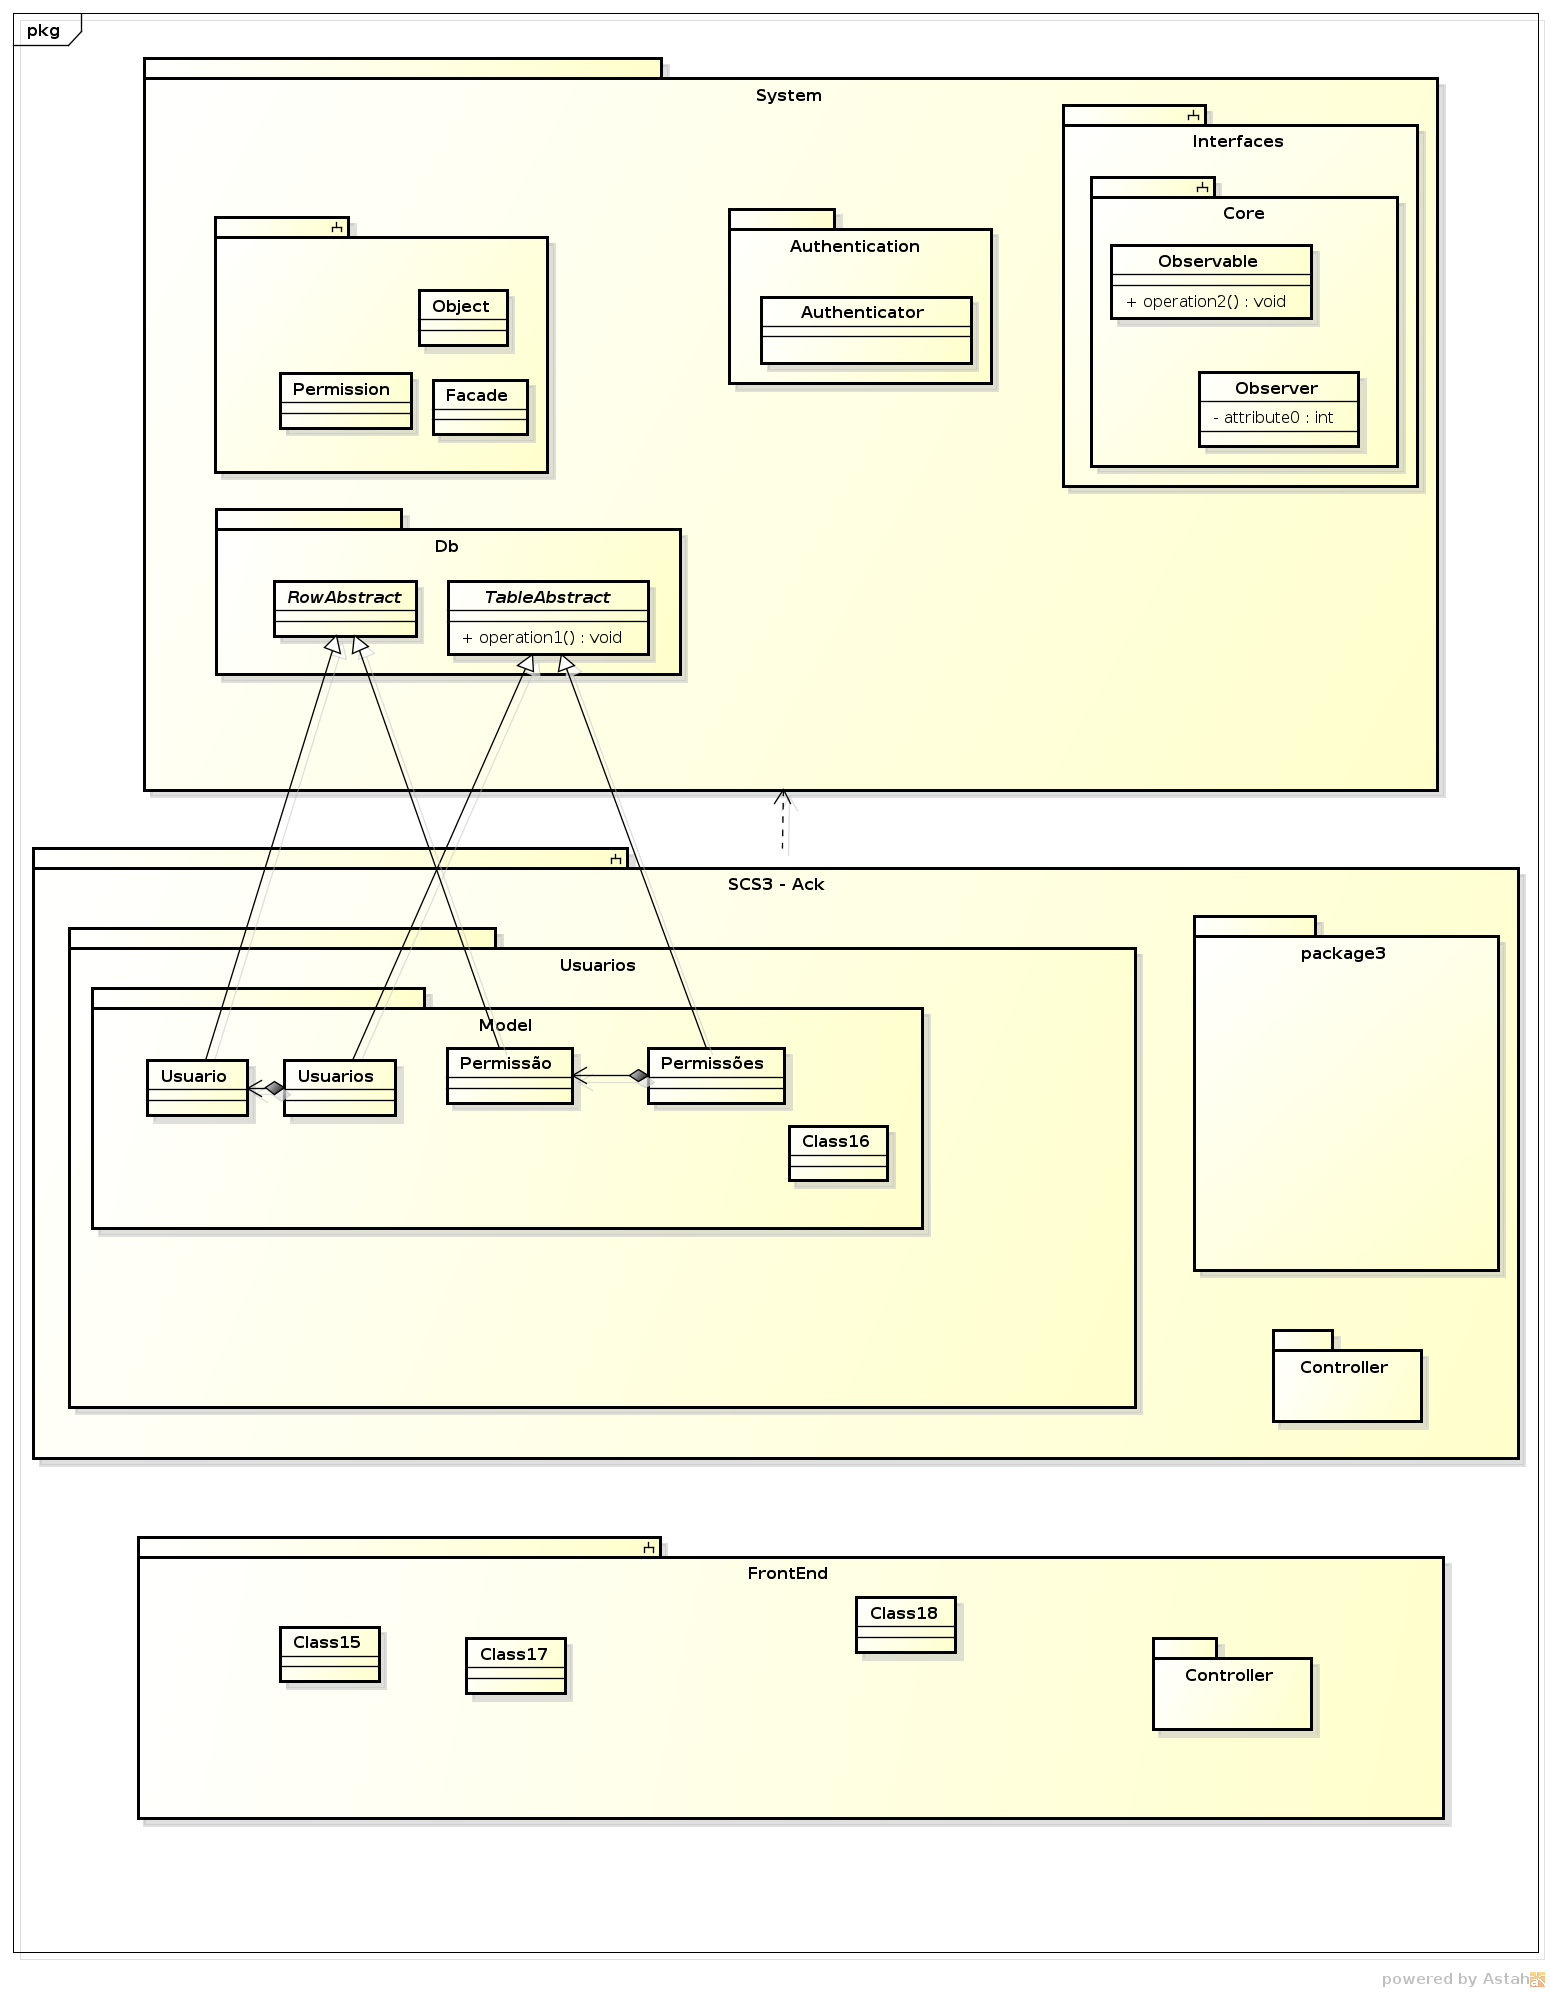 pkg
System
Interfaces
Core
Observable
+ operation2() : void
Observer
- attribute0 : int
Authentication
Authenticator
Object
Permission
Facade
Db
RowAbstract
TableAbstract
+ operation1() : void
SCS3 - Ack
Usuarios
Model
Usuario
Usuarios
Permissão
Permissões
Class16
package3
Controller
FrontEnd
Class15
Class17
Class18
Controller
powered by Astah